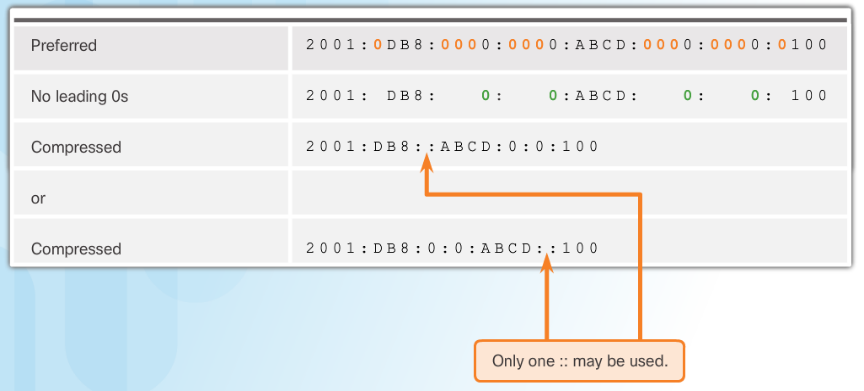 Preferred 2001:0DB8:0000:0000:ABCD:0000:0000:0100
No leading 0s 2001: DB8: 0: 0:ABCD: 0: 0: 100
Compressed 2001:DB8::ABCD:0:0:100
or
Compressed 2001:DB8:0:0:ABCD::100
Only one :: may be used.